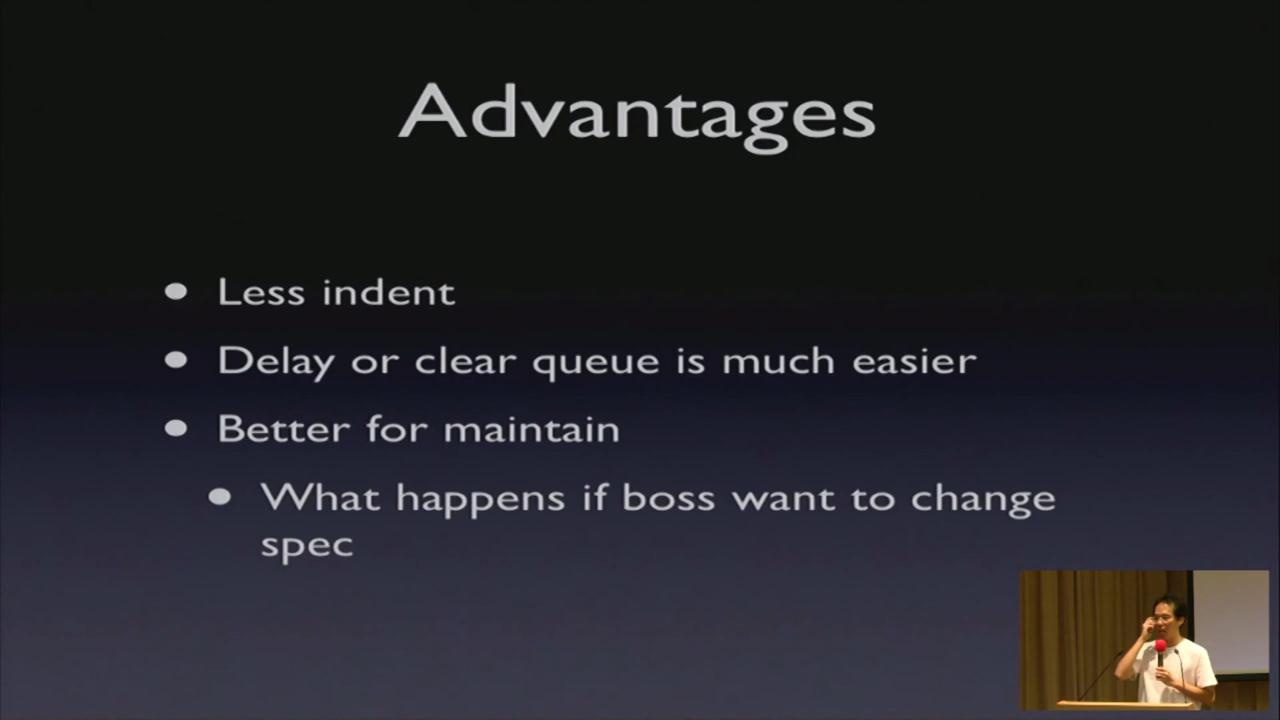 Advantages
Less indent
Delay or clear queue is much easier
Better for maintain
What happens if boss want to change
spec